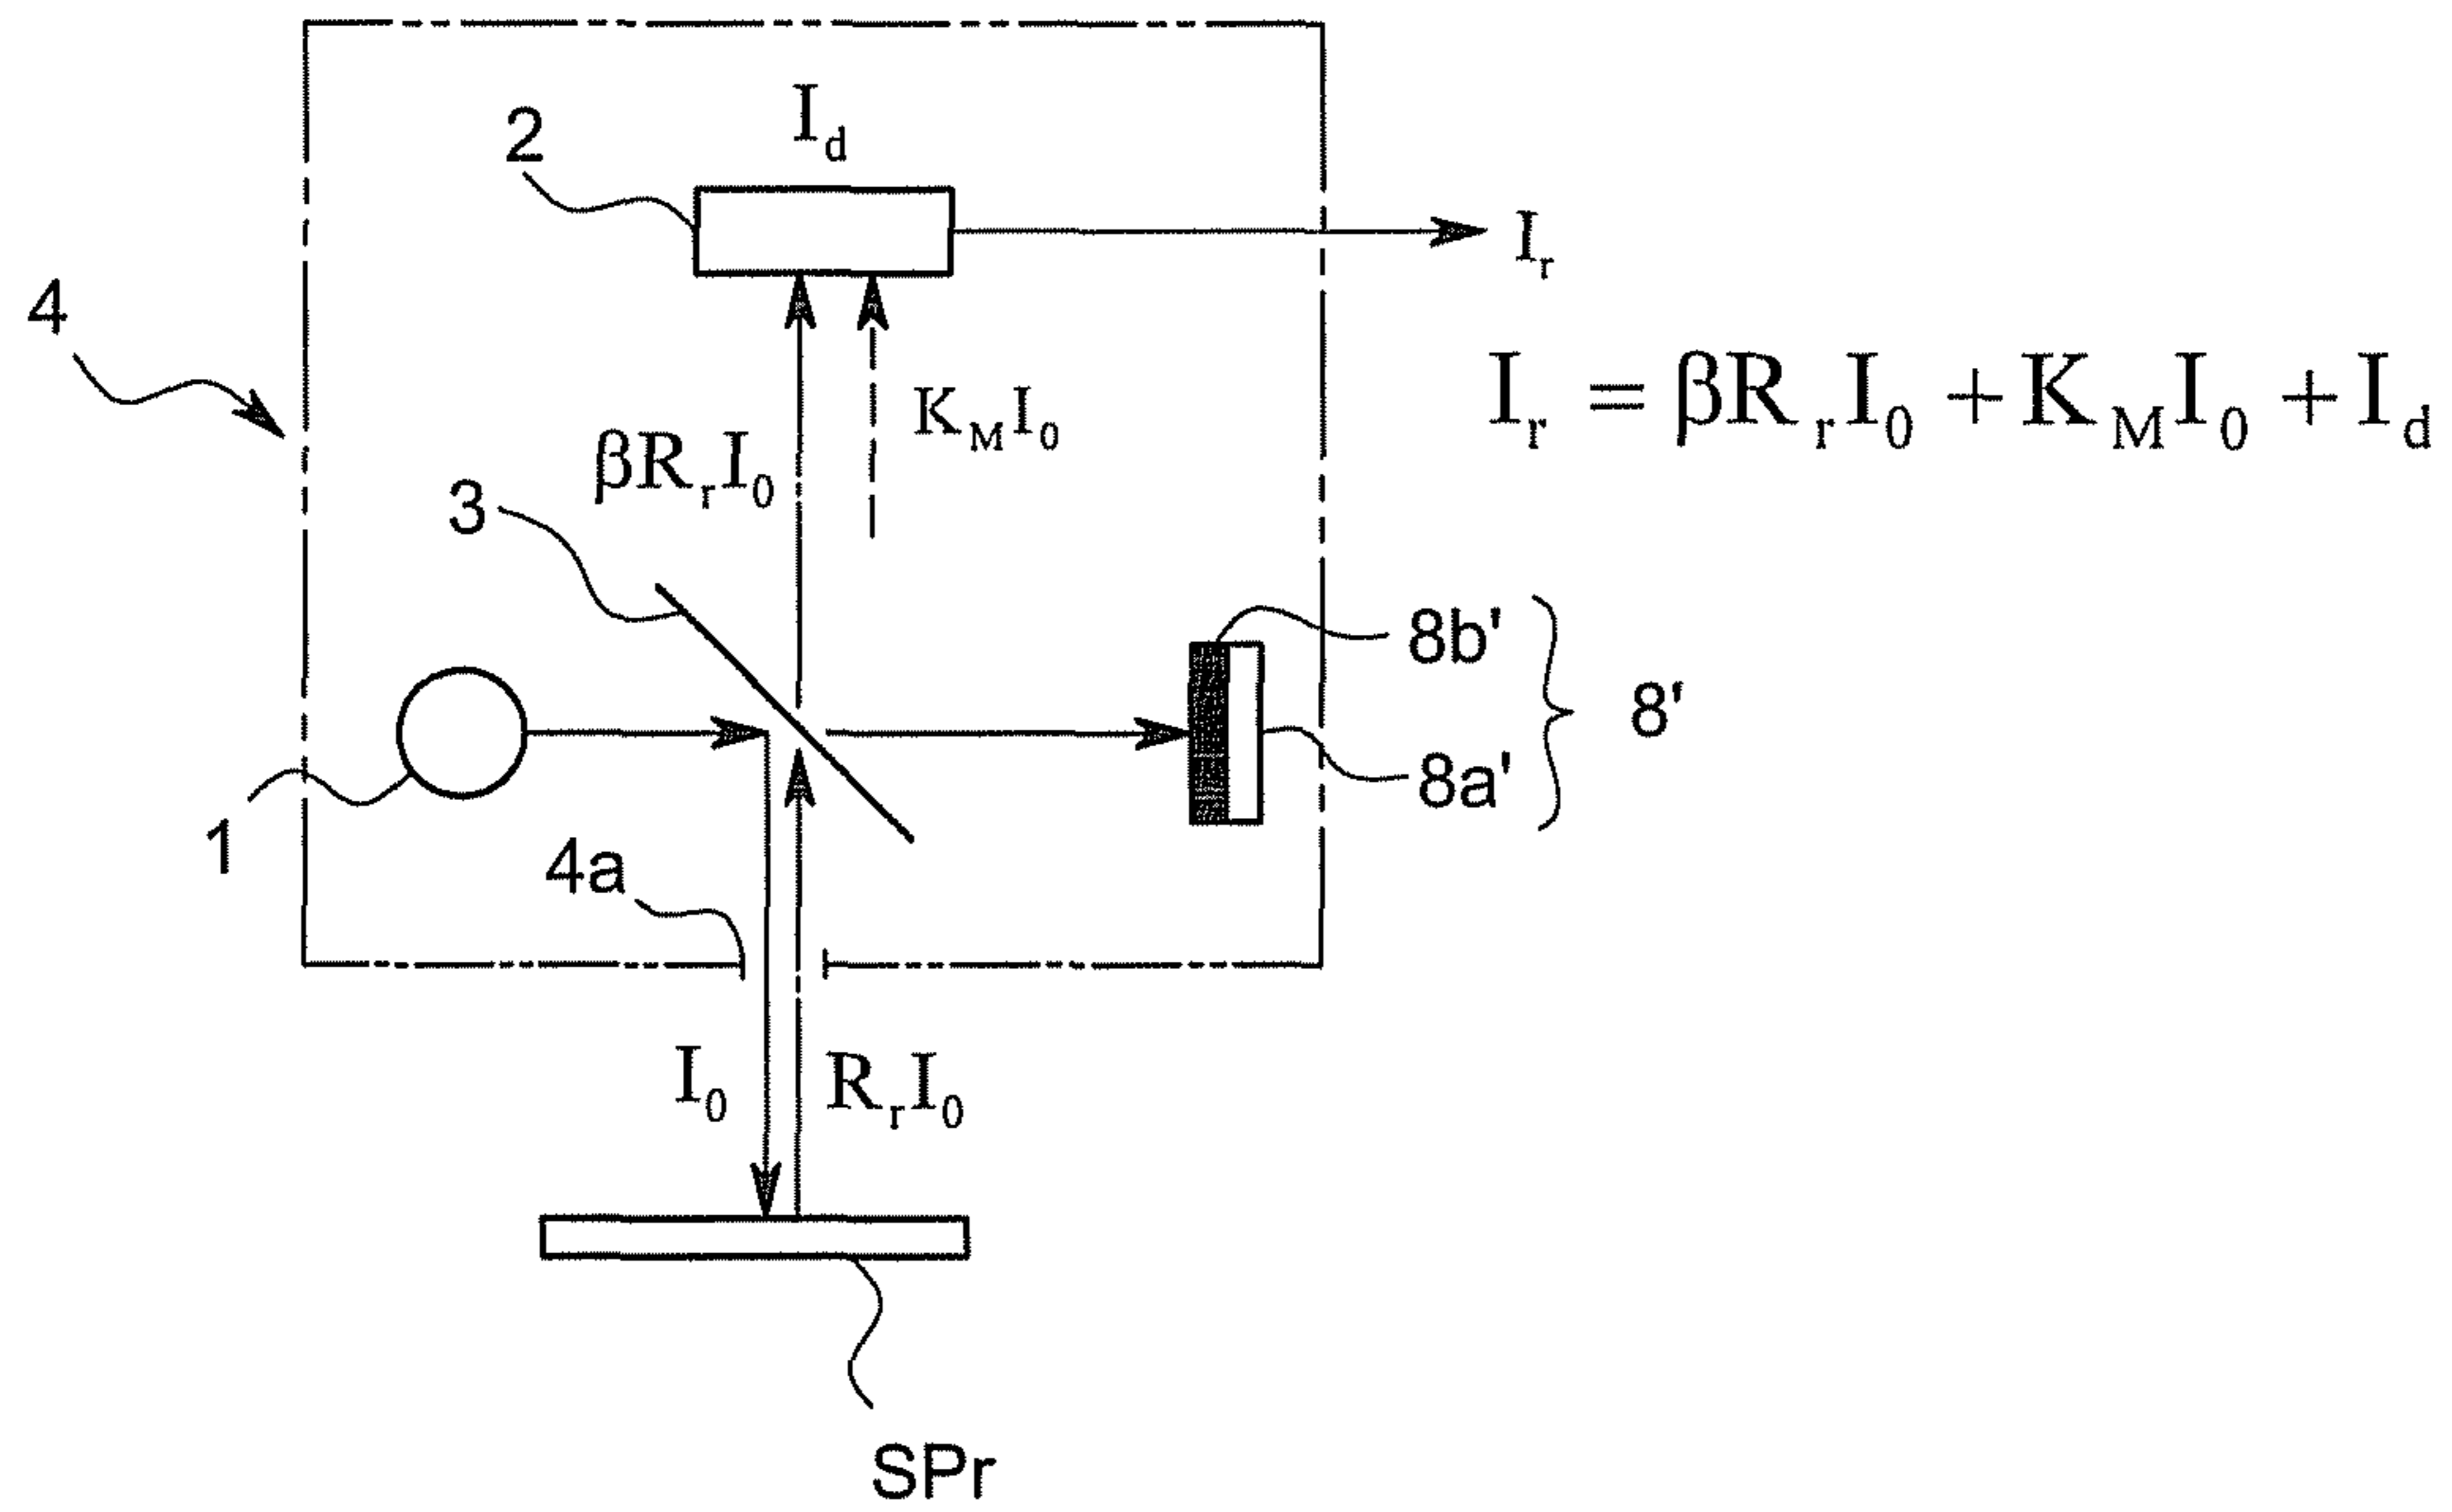 2
I_d
I_r
4
K_M I_0
I_r = βR_r I_0 + K_M I_0 + I_d
βR_r I_0
3
8b'
8'
8a'
1
4a
I_0
R_r I_0
SPr